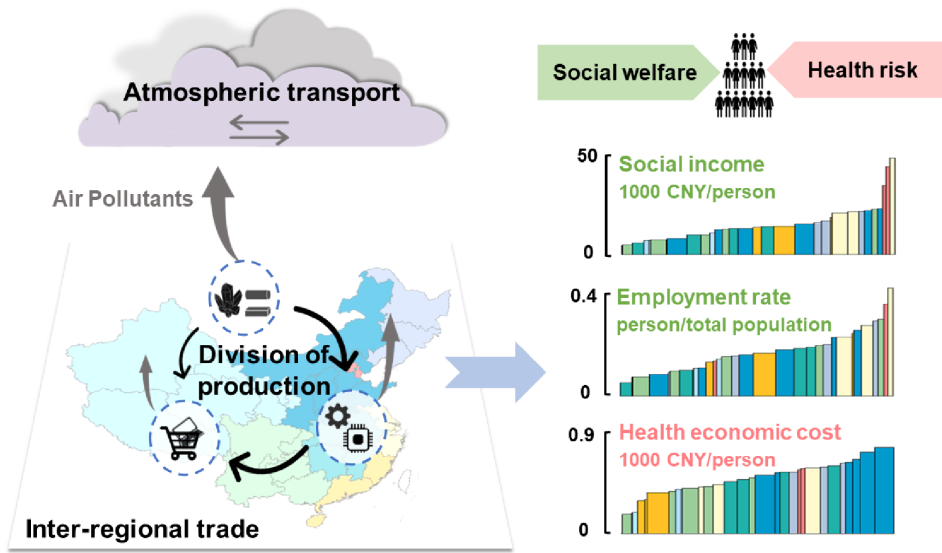 Atmospheric transport
Air Pollutants
Division of
production
Inter-regional trade
Social welfare
Health risk
50
Social income
1000 CNY/person
0
0.4
Employment rate
person/total population
0
0.9
Health economic cost
1000 CNY/person
0